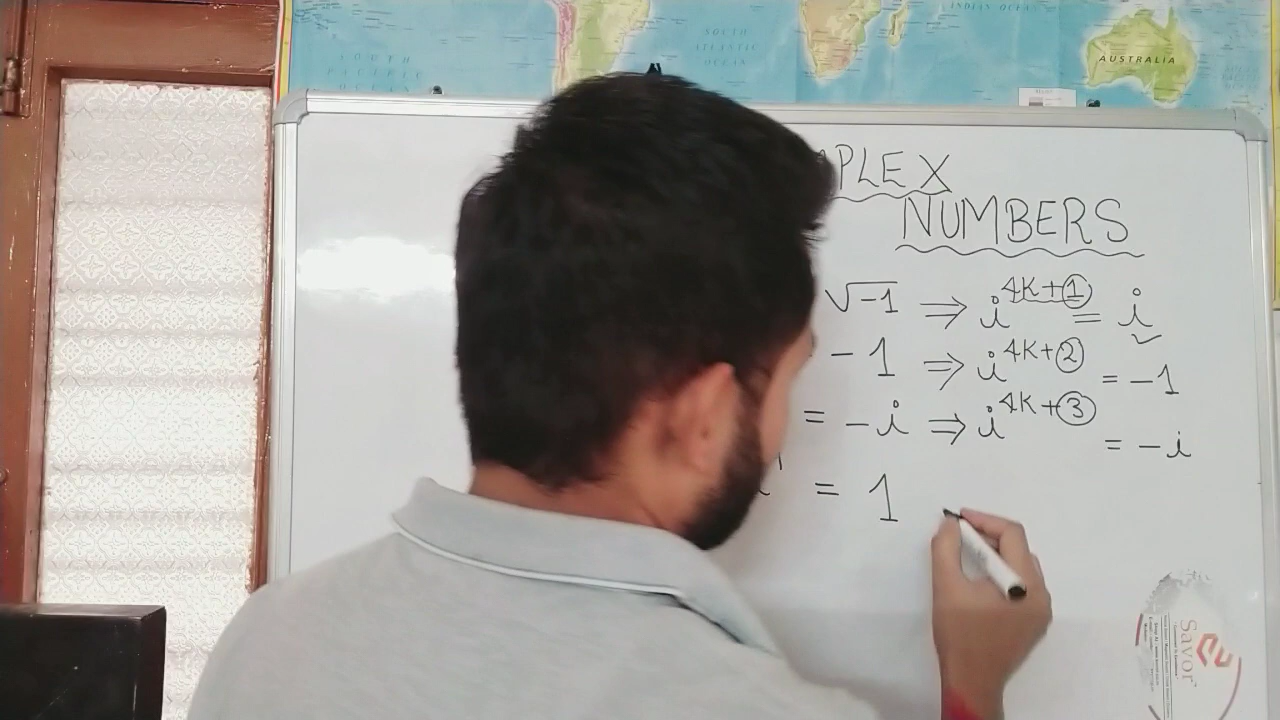 INDIAN OCEAN
SOUTH
ATLANTIC
OCEAN
SOUTH
PACIFIC
OCEAN
AUSTRALIA
PLEX
NUMBERS
√-1 ⇒ i^{4K+①} = i
-1 ⇒ i^{4K+②} = -1
= -i ⇒ i^{4K+③} = -i
= 1
Savor